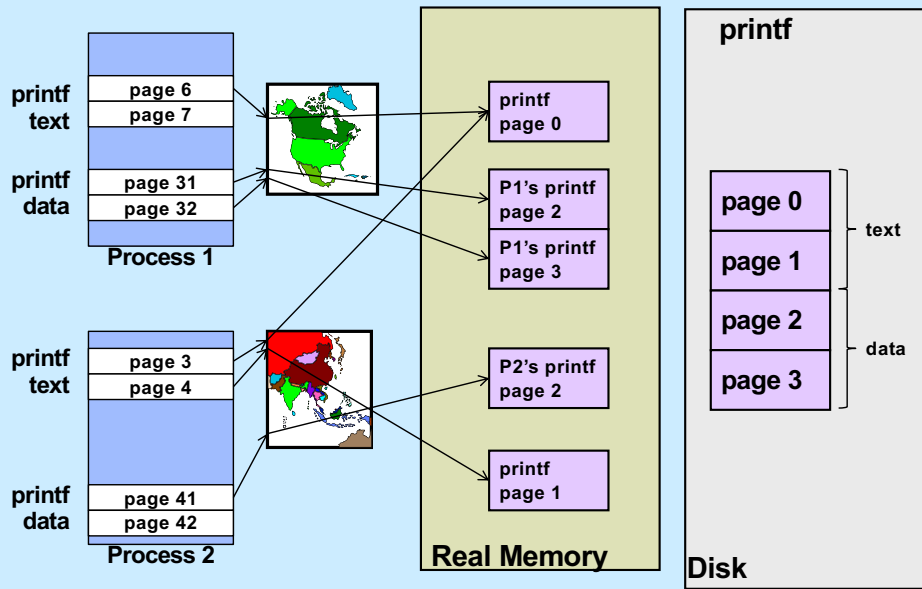 printf
text
page 6
page 7
printf
data
page 31
page 32
Process 1
printf
text
page 3
page 4
printf
data
page 41
page 42
Process 2
printf
page 0
P1's printf
page 2
P1's printf
page 3
P2's printf
page 2
printf
page 1
Real Memory
printf
page 0
page 1
page 2
page 3
text
data
Disk